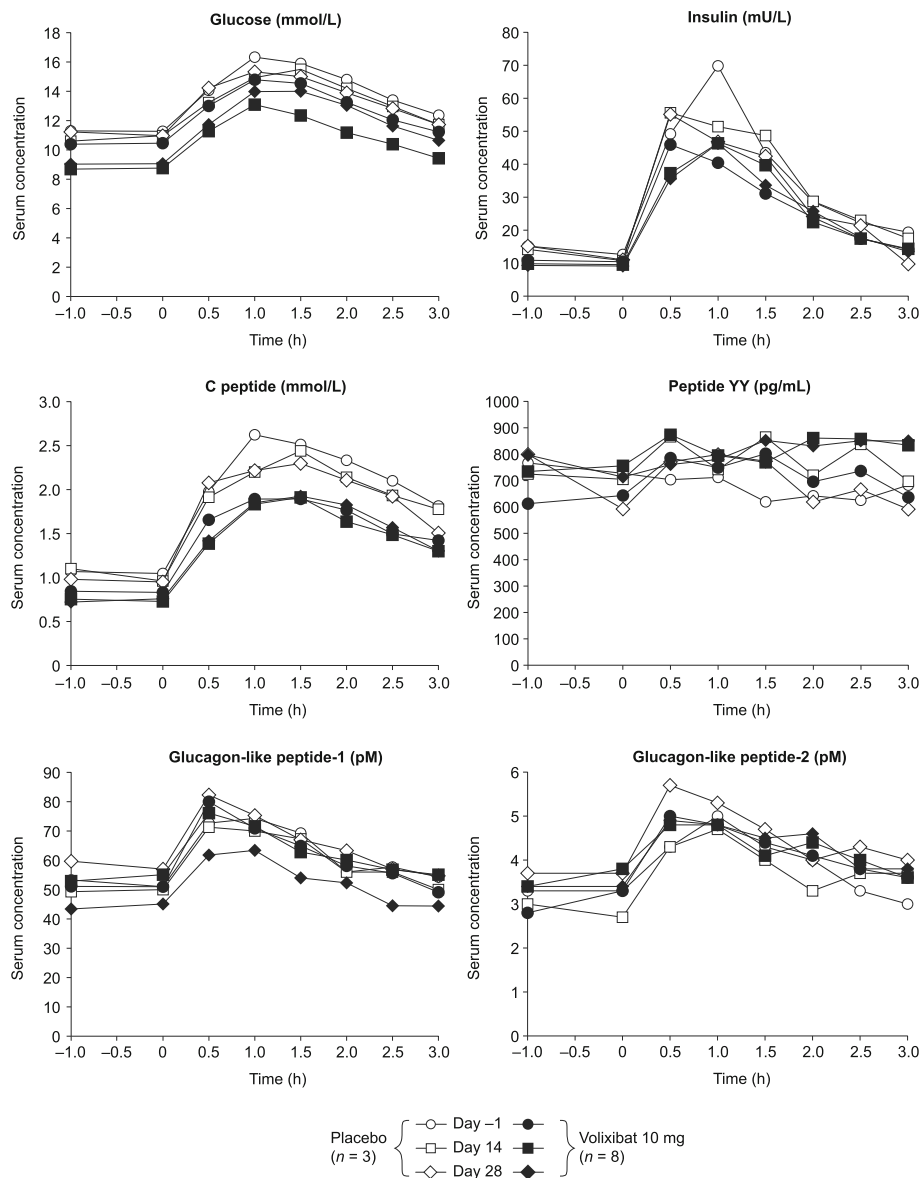 Glucose (mmol/L)
Serum concentration
18
16
14
12
10
8
6
4
2
0
–1.0 –0.5 0 0.5 1.0 1.5 2.0 2.5 3.0
Time (h)
Insulin (mU/L)
Serum concentration
80
70
60
50
40
30
20
10
0
–1.0 –0.5 0 0.5 1.0 1.5 2.0 2.5 3.0
Time (h)
C peptide (mmol/L)
Serum concentration
3.0
2.5
2.0
1.5
1.0
0.5
0
–1.0 –0.5 0 0.5 1.0 1.5 2.0 2.5 3.0
Time (h)
Peptide YY (pg/mL)
Serum concentration
1000
900
800
700
600
500
400
300
200
100
0
–1.0 –0.5 0 0.5 1.0 1.5 2.0 2.5 3.0
Time (h)
Glucagon-like peptide-1 (pM)
Serum concentration
90
80
70
60
50
40
30
20
10
0
–1.0 –0.5 0 0.5 1.0 1.5 2.0 2.5 3.0
Time (h)
Glucagon-like peptide-2 (pM)
Serum concentration
6
5
4
3
2
1
0
–1.0 –0.5 0 0.5 1.0 1.5 2.0 2.5 3.0
Time (h)
Placebo
(n = 3)
Day –1
Day 14
Day 28
Volixibat 10 mg
(n = 8)